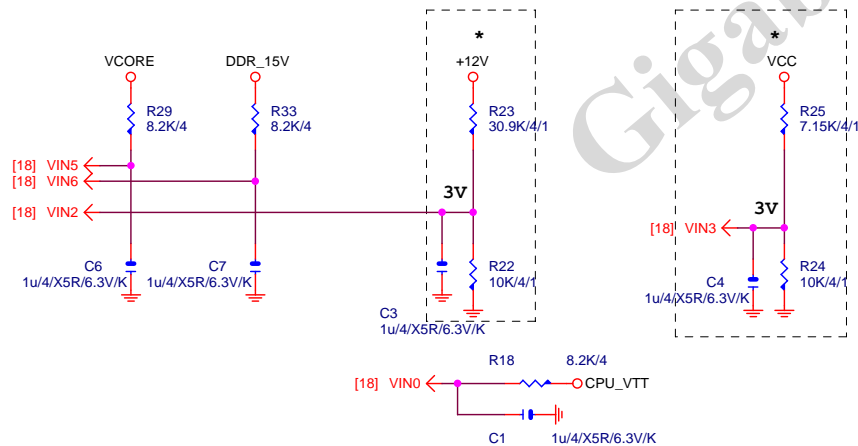 Gigab
*
*
VCORE
DDR_15V
+12V
VCC
R29
8.2K/4
R33
8.2K/4
R23
30.9K/4/1
R25
7.15K/4/1
[18] VIN5
[18] VIN6
[18] VIN2
3V
[18] VIN3
3V
C6
1u/4/X5R/6.3V/K
C7
1u/4/X5R/6.3V/K
R22
10K/4/1
C3
1u/4/X5R/6.3V/K
C4
1u/4/X5R/6.3V/K
R24
10K/4/1
R18
8.2K/4
[18] VIN0
CPU_VTT
C1
1u/4/X5R/6.3V/K